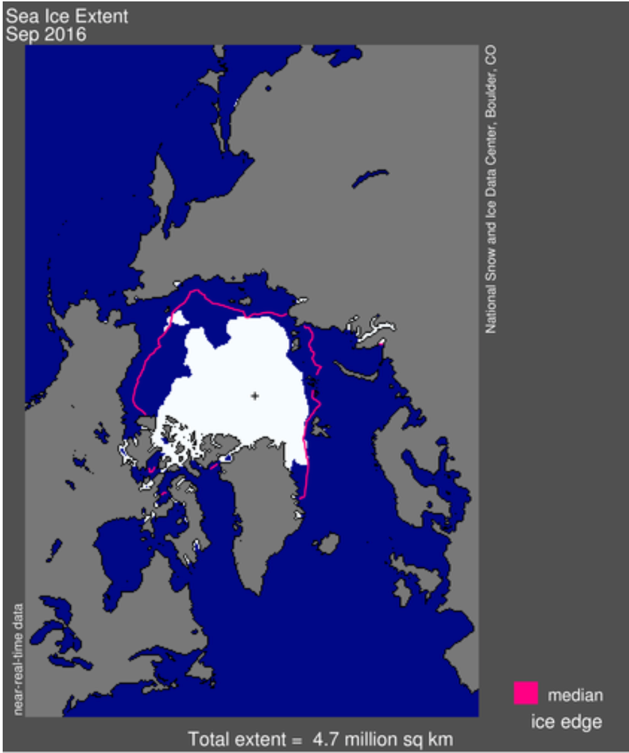 Sea Ice Extent
Sep 2016
National Snow and Ice Data Center, Boulder, CO
near-real-time data
median
ice edge
Total extent = 4.7 million sq km